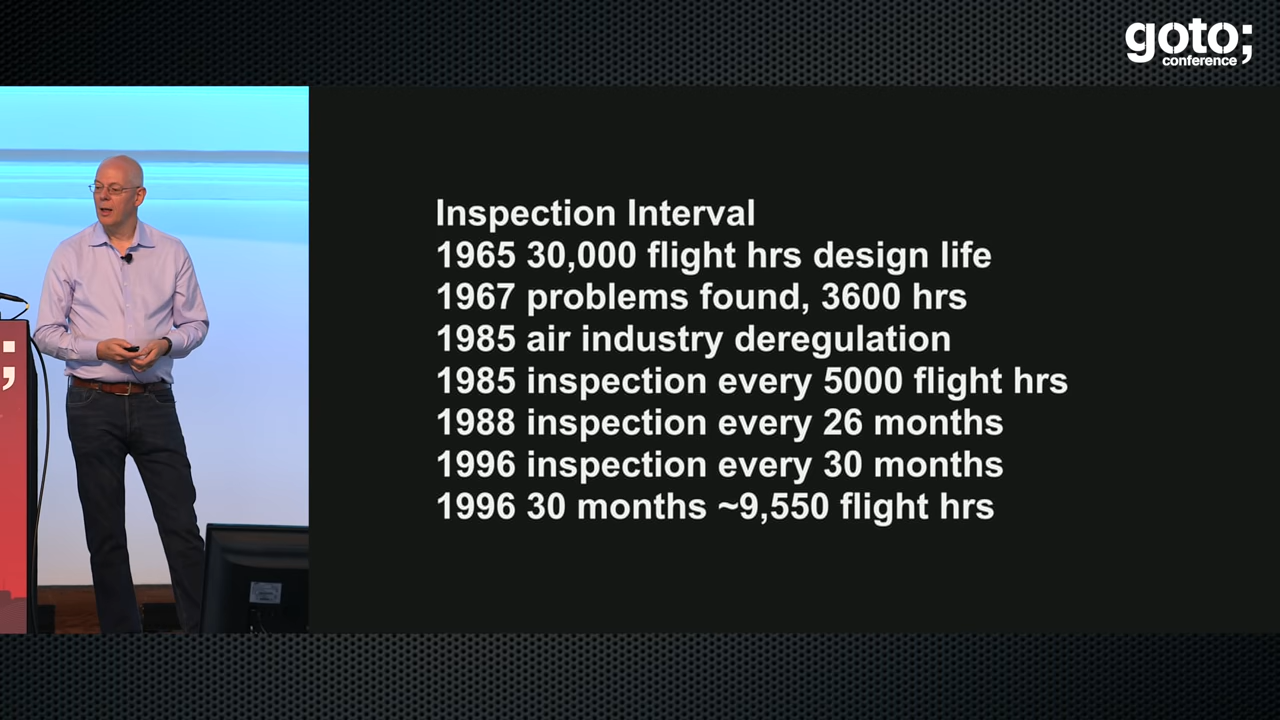 goto;
conference
Inspection Interval
1965 30,000 flight hrs design life
1967 problems found, 3600 hrs
1985 air industry deregulation
1985 inspection every 5000 flight hrs
1988 inspection every 26 months
1996 inspection every 30 months
1996 30 months ~9,550 flight hrs
;